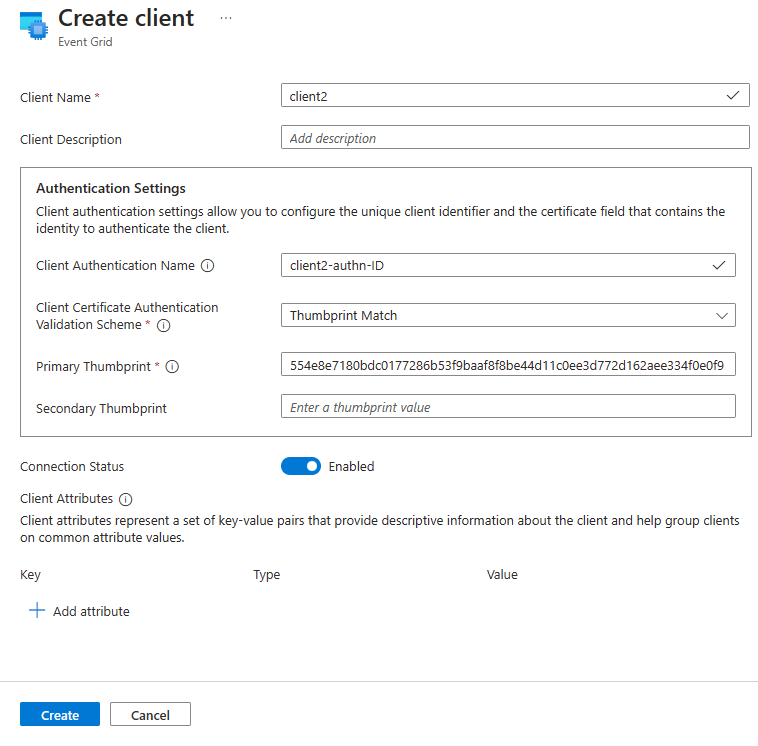 Create client ...
Event Grid
Client Name *
client2
Client Description
Add description
Authentication Settings
Client authentication settings allow you to configure the unique client identifier and the certificate field that contains the
identity to authenticate the client.
Client Authentication Name
client2-authn-ID
Client Certificate Authentication
Validation Scheme *
Thumbprint Match
Primary Thumbprint *
554e8e7180bdc0177286b53f9baaf8f8be44d11c0ee3d772d162aee334f0e0f9
Secondary Thumbprint
Enter a thumbprint value
Connection Status
Enabled
Client Attributes
Client attributes represent a set of key-value pairs that provide descriptive information about the client and help group clients
on common attribute values.
Key Type Value
Add attribute
Create Cancel